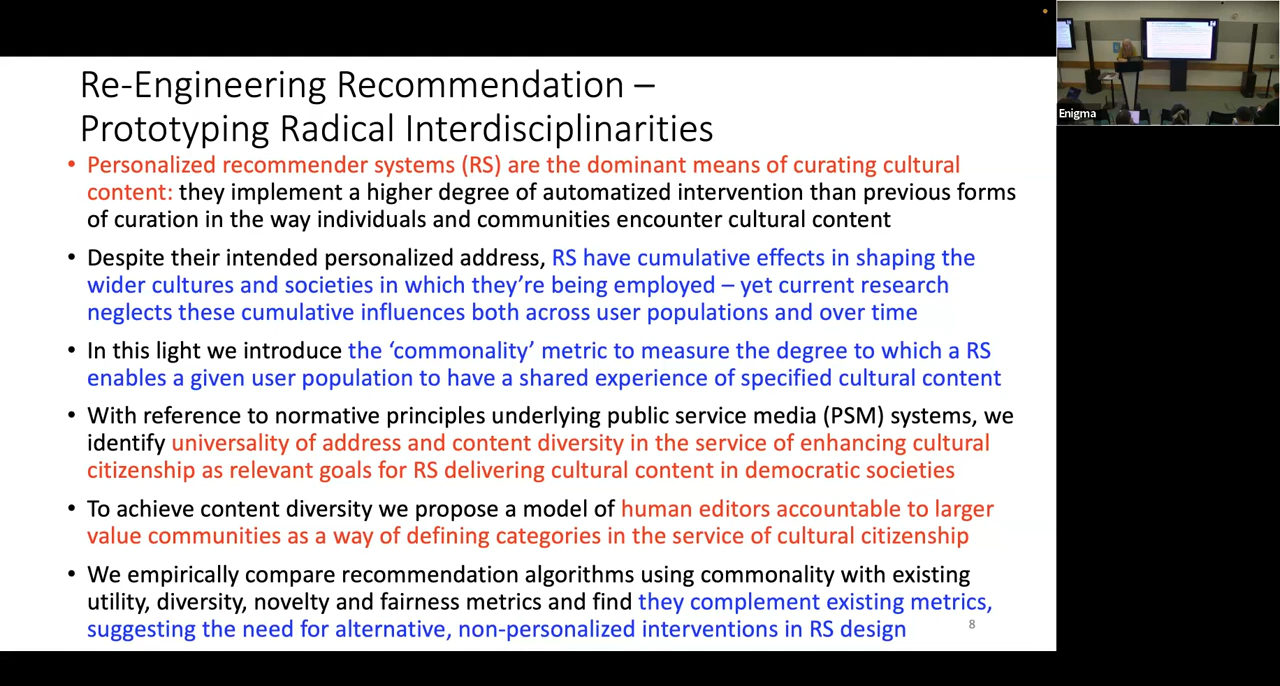 Re-Engineering Recommendation –
Prototyping Radical Interdisciplinarities
• Personalized recommender systems (RS) are the dominant means of curating cultural
content: they implement a higher degree of automatized intervention than previous forms
of curation in the way individuals and communities encounter cultural content
• Despite their intended personalized address, RS have cumulative effects in shaping the
wider cultures and societies in which they’re being employed – yet current research
neglects these cumulative influences both across user populations and over time
• In this light we introduce the ‘commonality’ metric to measure the degree to which a RS
enables a given user population to have a shared experience of specified cultural content
• With reference to normative principles underlying public service media (PSM) systems, we
identify universality of address and content diversity in the service of enhancing cultural
citizenship as relevant goals for RS delivering cultural content in democratic societies
• To achieve content diversity we propose a model of human editors accountable to larger
value communities as a way of defining categories in the service of cultural citizenship
• We empirically compare recommendation algorithms using commonality with existing
utility, diversity, novelty and fairness metrics and find they complement existing metrics,
suggesting the need for alternative, non-personalized interventions in RS design
8
Enigma